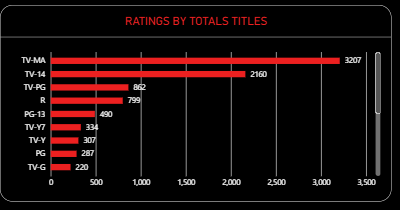 RATINGS BY TOTALS TITLES
TV-MA 3207
TV-14 2160
TV-PG 862
R 799
PG-13 490
TV-Y7 334
TV-Y 307
PG 287
TV-G 220
0 500 1,000 1,500 2,000 2,500 3,000 3,500